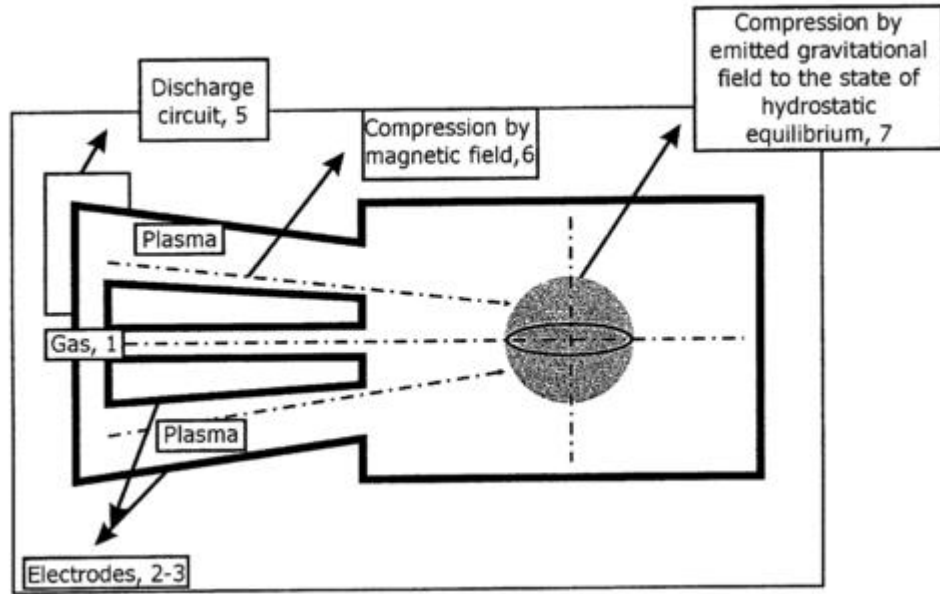 Compression by
emitted gravitational
field to the state of
hydrostatic
equilibrium, 7
Discharge
circuit, 5
Compression by
magnetic field,6
Plasma
Gas, 1
Plasma
Electrodes, 2-3